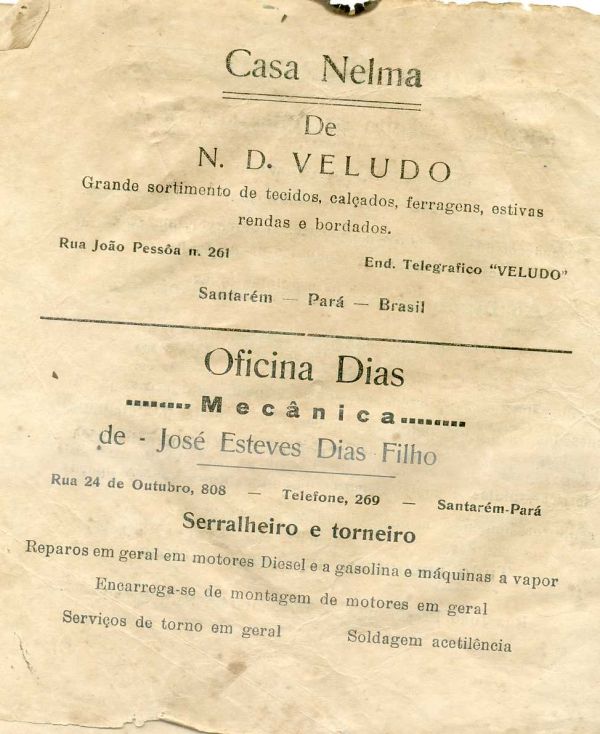 Casa Nelma
De
N. D. VELUDO
Grande sortimento de tecidos, calçados, ferragens, estivas
rendas e bordados.
Rua João Pessôa n. 261 End. Telegrafico "VELUDO"
Santarém — Pará — Brasil
Oficina Dias
Mecânica
de - José Esteves Dias Filho
Rua 24 de Outubro, 808 — Telefone, 269 — Santarém-Pará
Serralheiro e torneiro
Reparos em geral em motores Diesel e a gasolina e máquinas a vapor
Encarrega-se de montagem de motores em geral
Serviços de torno em geral Soldagem acetilência